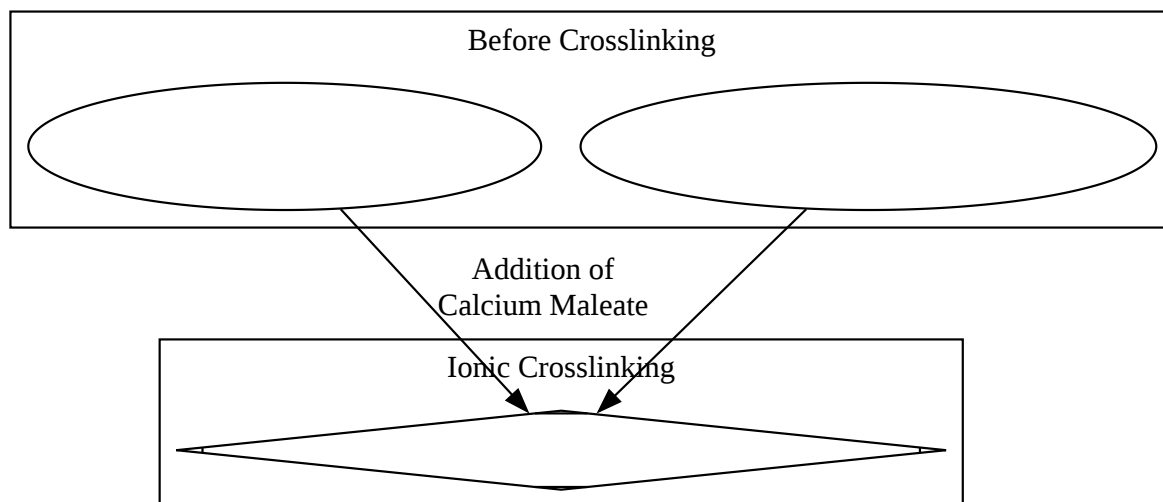 Before Crosslinking
Addition of
Calcium Maleate
Ionic Crosslinking